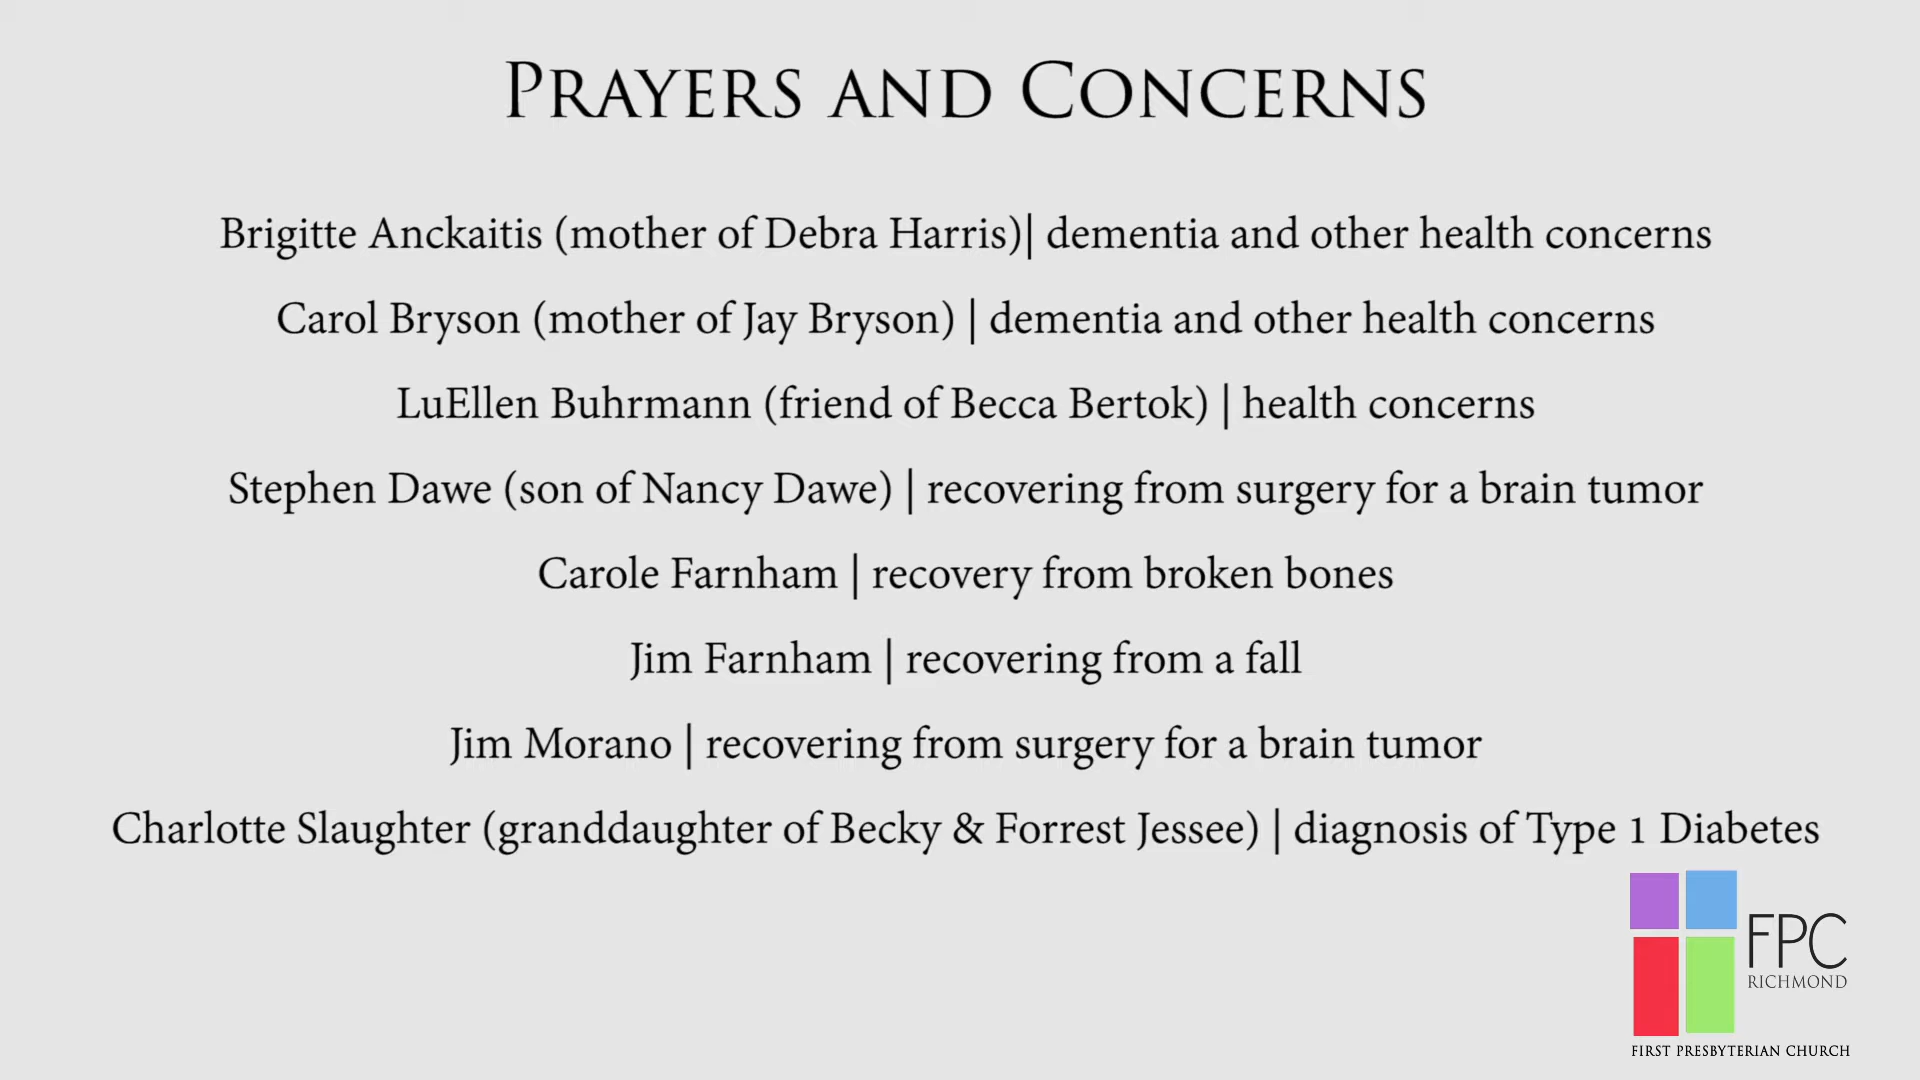 Prayers and Concerns
Brigitte Anckaitis (mother of Debra Harris)| dementia and other health concerns
Carol Bryson (mother of Jay Bryson) | dementia and other health concerns
LuEllen Buhrmann (friend of Becca Bertok) | health concerns
Stephen Dawe (son of Nancy Dawe) | recovering from surgery for a brain tumor
Carole Farnham | recovery from broken bones
Jim Farnham | recovering from a fall
Jim Morano | recovering from surgery for a brain tumor
Charlotte Slaughter (granddaughter of Becky & Forrest Jessee) | diagnosis of Type 1 Diabetes
FPC
RICHMOND
FIRST PRESBYTERIAN CHURCH